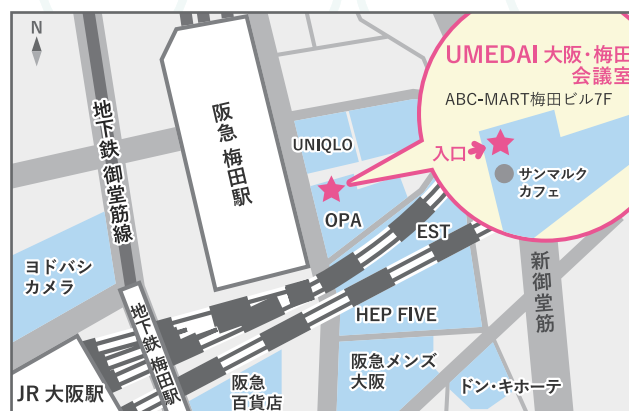 N
UMEDAI 大阪・梅田
会議室
ABC-MART梅田ビル7F
入口
サンマルク
カフェ
地下鉄 御堂筋線
阪急 梅田駅
UNIQLO
OPA
EST
新御堂筋
ヨドバシ
カメラ
地下鉄 梅田駅
HEP FIVE
JR 大阪駅
阪急
百貨店
阪急メンズ
大阪
ドン・キホーテ